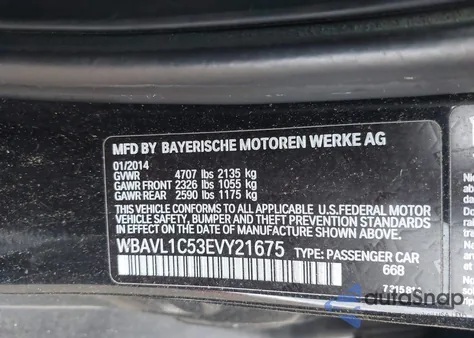 MFD BY BAYERISCHE MOTOREN WERKE AG
01/2014
GVWR 4707 lbs 2135 kg
GAWR FRONT 2326 lbs 1055 kg
GAWR REAR 2590 lbs 1175 kg
THIS VEHICLE CONFORMS TO ALL APPLICABLE U.S.FEDERAL MOTOR
VEHICLE SAFETY, BUMPER AND THEFT PREVENTION STANDARDS
IN EFFECT ON THE DATE OF MANUFACTURE SHOWN ABOVE.
WBAVL1C53EVY21675 TYPE: PASSENGER CAR
668
autoSnap